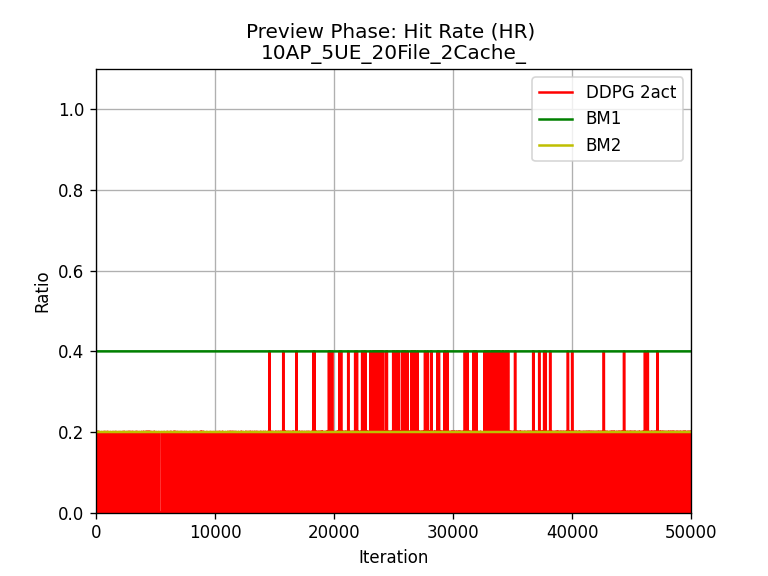 Preview Phase: Hit Rate (HR)
10AP_5UE_20File_2Cache_
DDPG 2act
BM1
BM2
1.0
0.8
0.6
0.4
0.2
0.0
Ratio
0 10000 20000 30000 40000 50000
Iteration